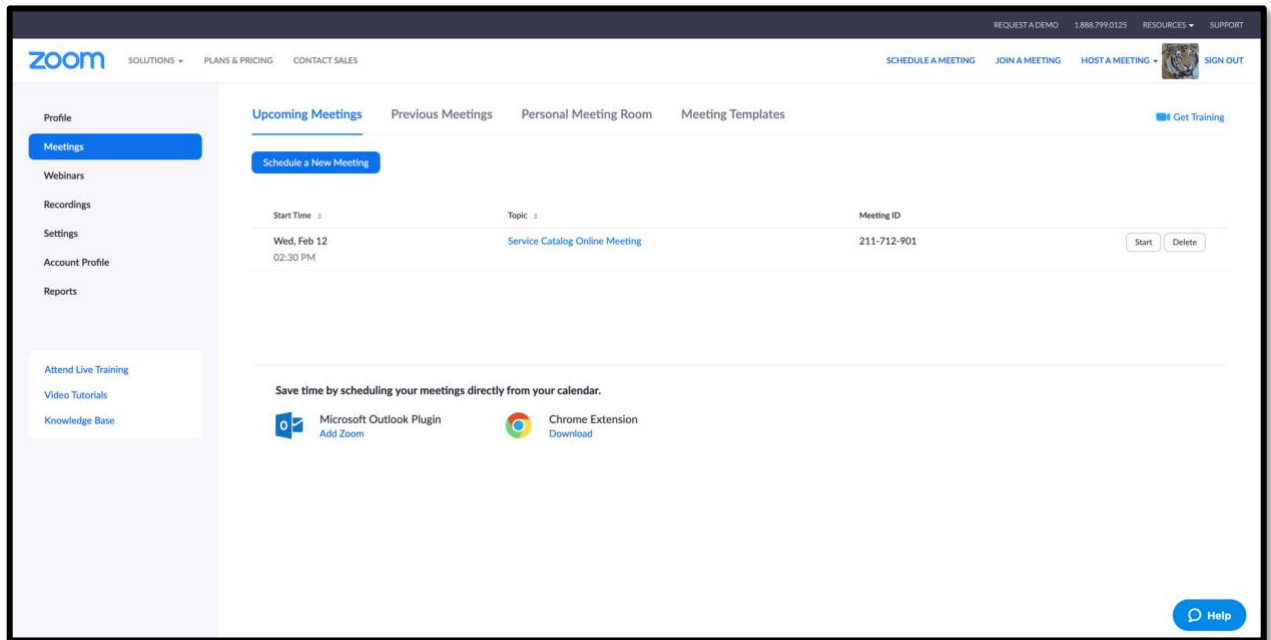 REQUEST A DEMO 1.888.799.0125 RESOURCES SUPPORT
zoom SOLUTIONS PLANS & PRICING CONTACT SALES SCHEDULE A MEETING JOIN A MEETING HOST A MEETING SIGN OUT
Profile
Meetings
Webinars
Recordings
Settings
Account Profile
Reports
Attend Live Training
Video Tutorials
Knowledge Base
Upcoming Meetings Previous Meetings Personal Meeting Room Meeting Templates Get Training
Schedule a New Meeting
Start Time Topic Meeting ID
Wed, Feb 12 Service Catalog Online Meeting 211-712-901 Start Delete
02:30 PM
Save time by scheduling your meetings directly from your calendar.
Microsoft Outlook Plugin Chrome Extension
Add Zoom Download
Help